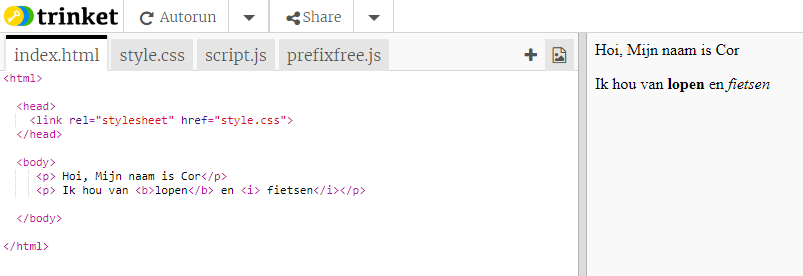 trinket Autorun Share
index.html style.css script.js prefixfree.js
<html>
<head>
<link rel="stylesheet" href="style.css">
</head>
<body>
<p> Hoi, Mijn naam is Cor</p>
<p> Ik hou van <b>lopen</b> en <i> fietsen</i></p>
</body>
</html>
Hoi, Mijn naam is Cor
Ik hou van lopen en fietsen